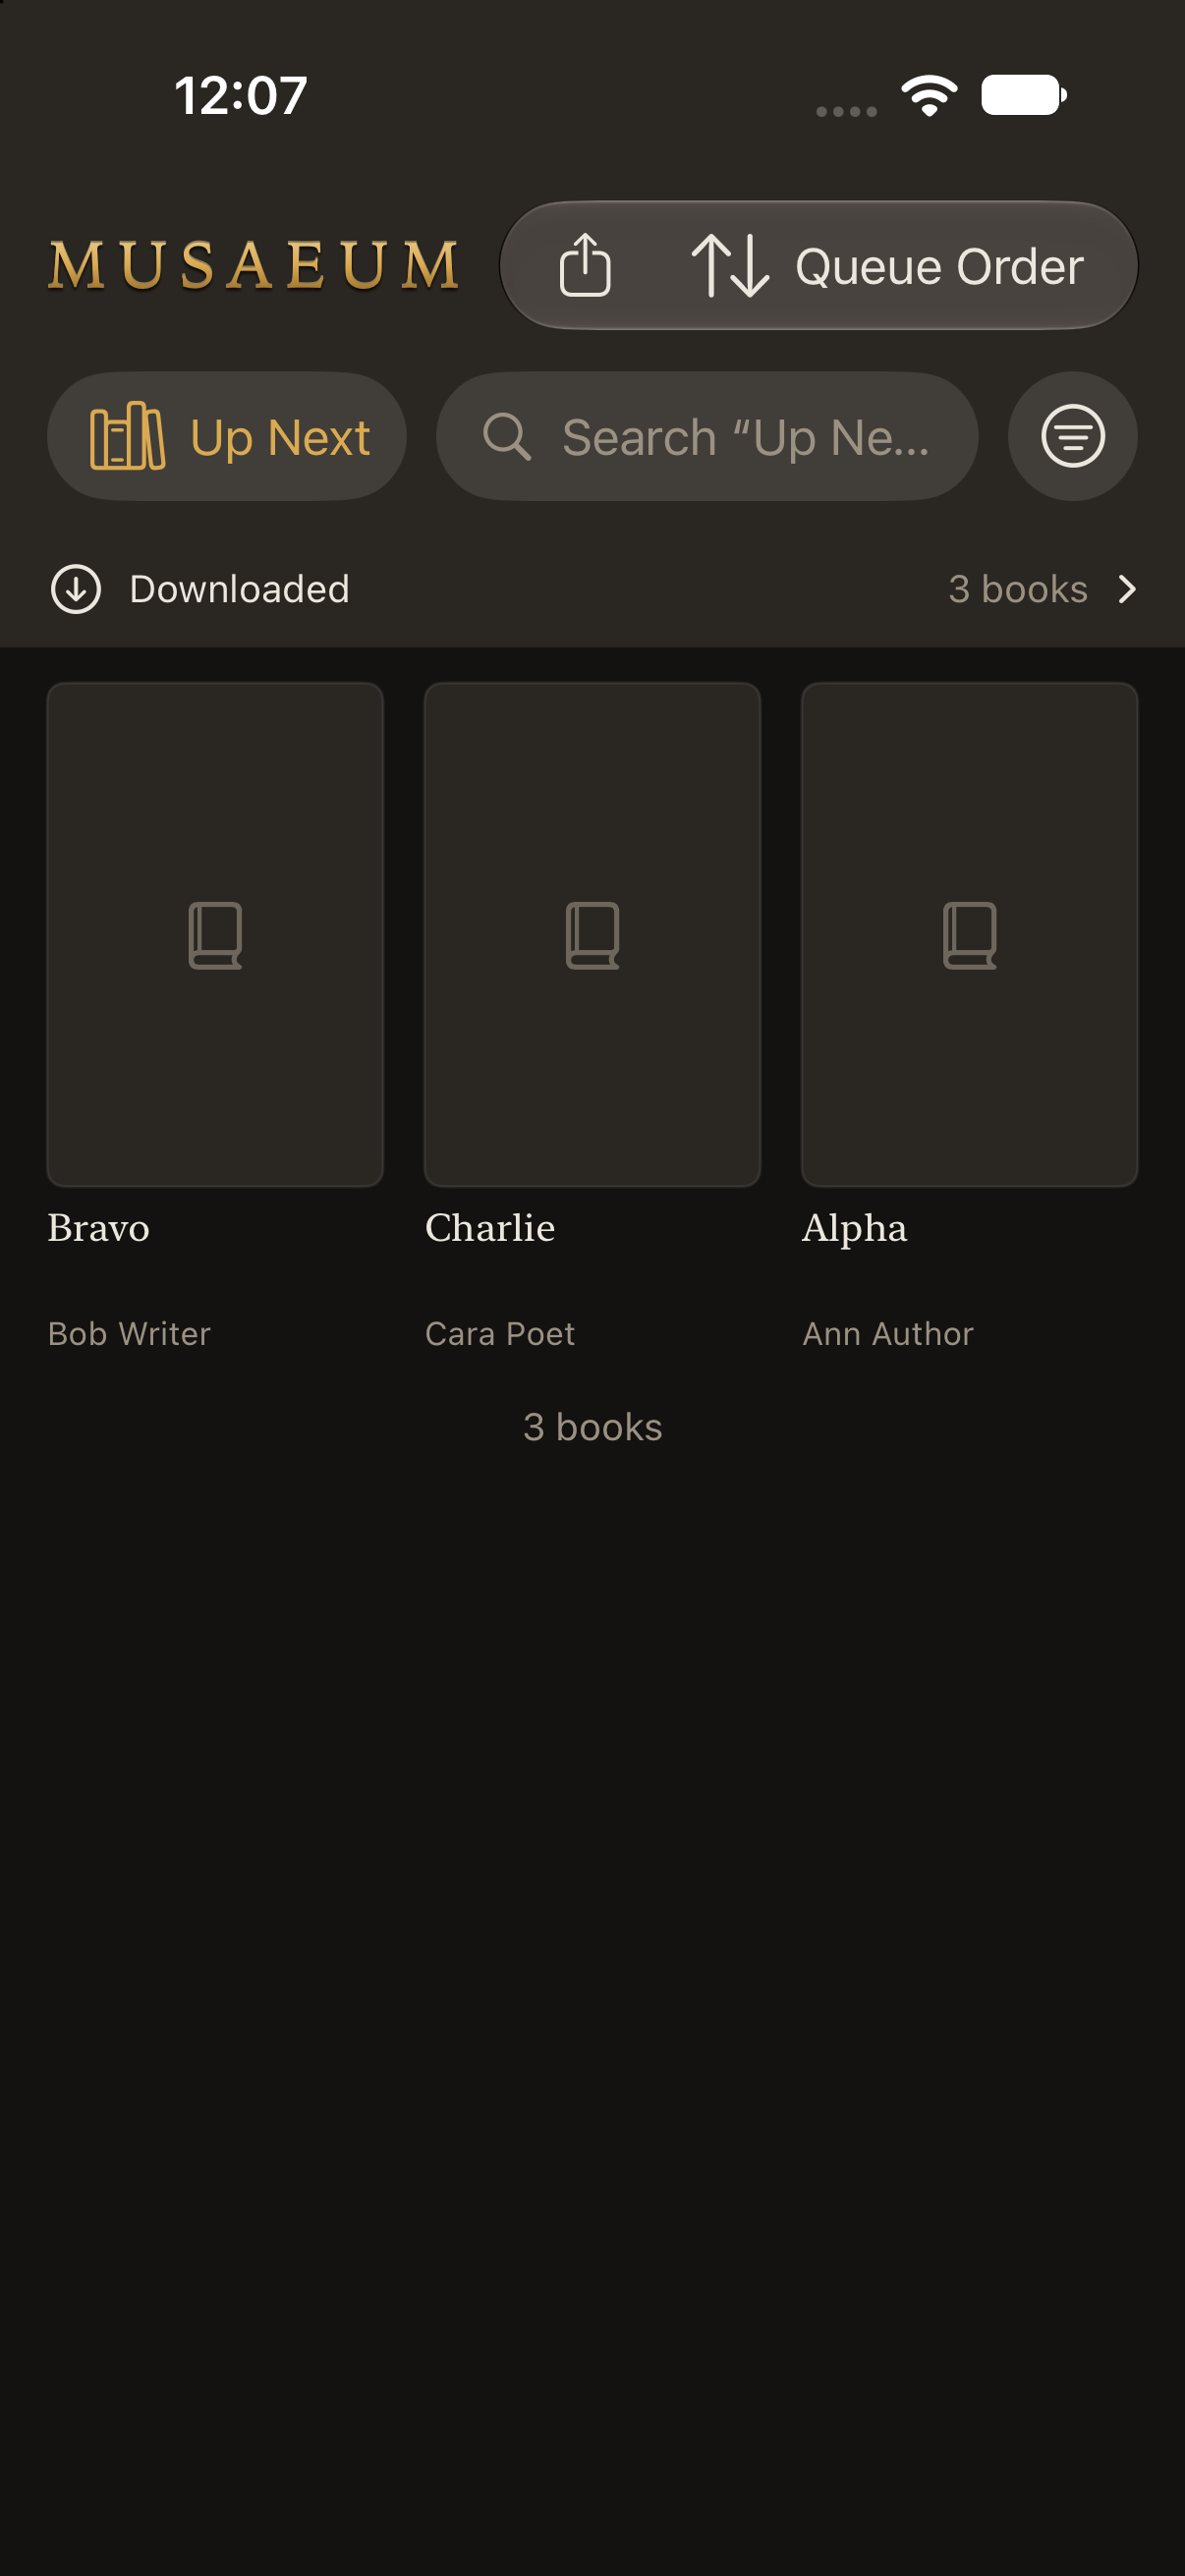 12:07
MUSAEUM
Queue Order
Up Next
Search “Up Ne...
Downloaded
3 books
Bravo
Charlie
Alpha
Bob Writer
Cara Poet
Ann Author
3 books